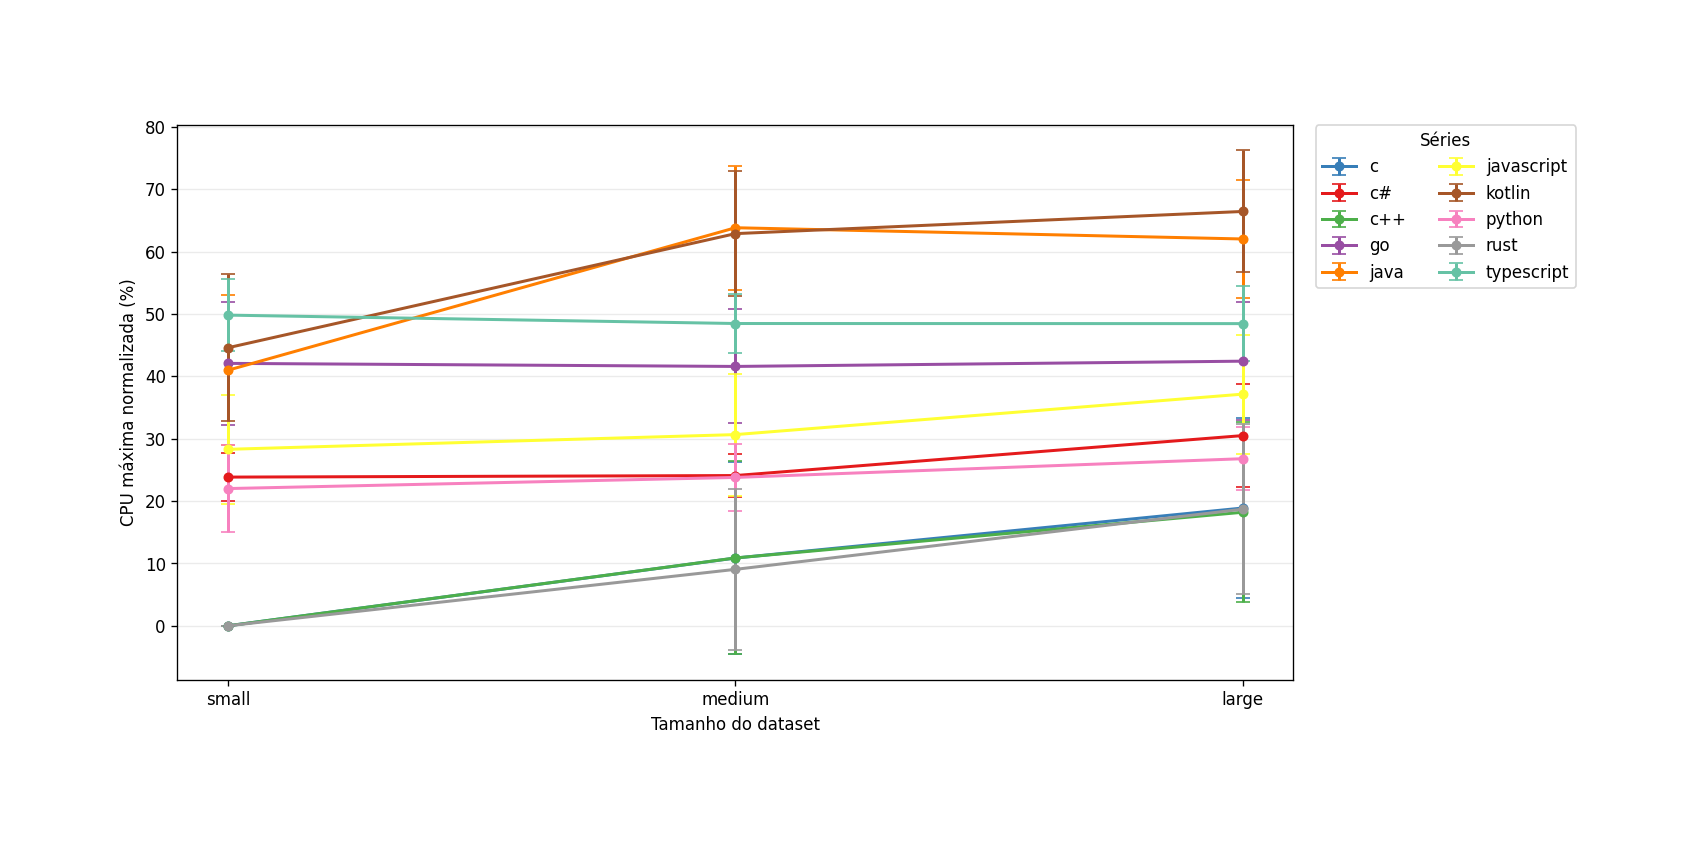 80
70
60
50
40
30
20
10
0
CPU máxima normalizada (%)
small
medium
large
Tamanho do dataset
Séries
c
c#
c++
go
java
javascript
kotlin
python
rust
typescript